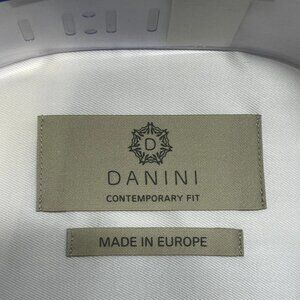 D
DANINI
CONTEMPORARY FIT
MADE IN EUROPE